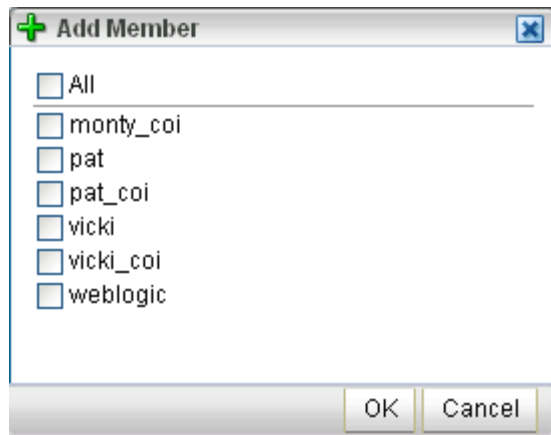 Add Member
All
monty_coi
pat
pat_coi
vicki
vicki_coi
weblogic
OK Cancel